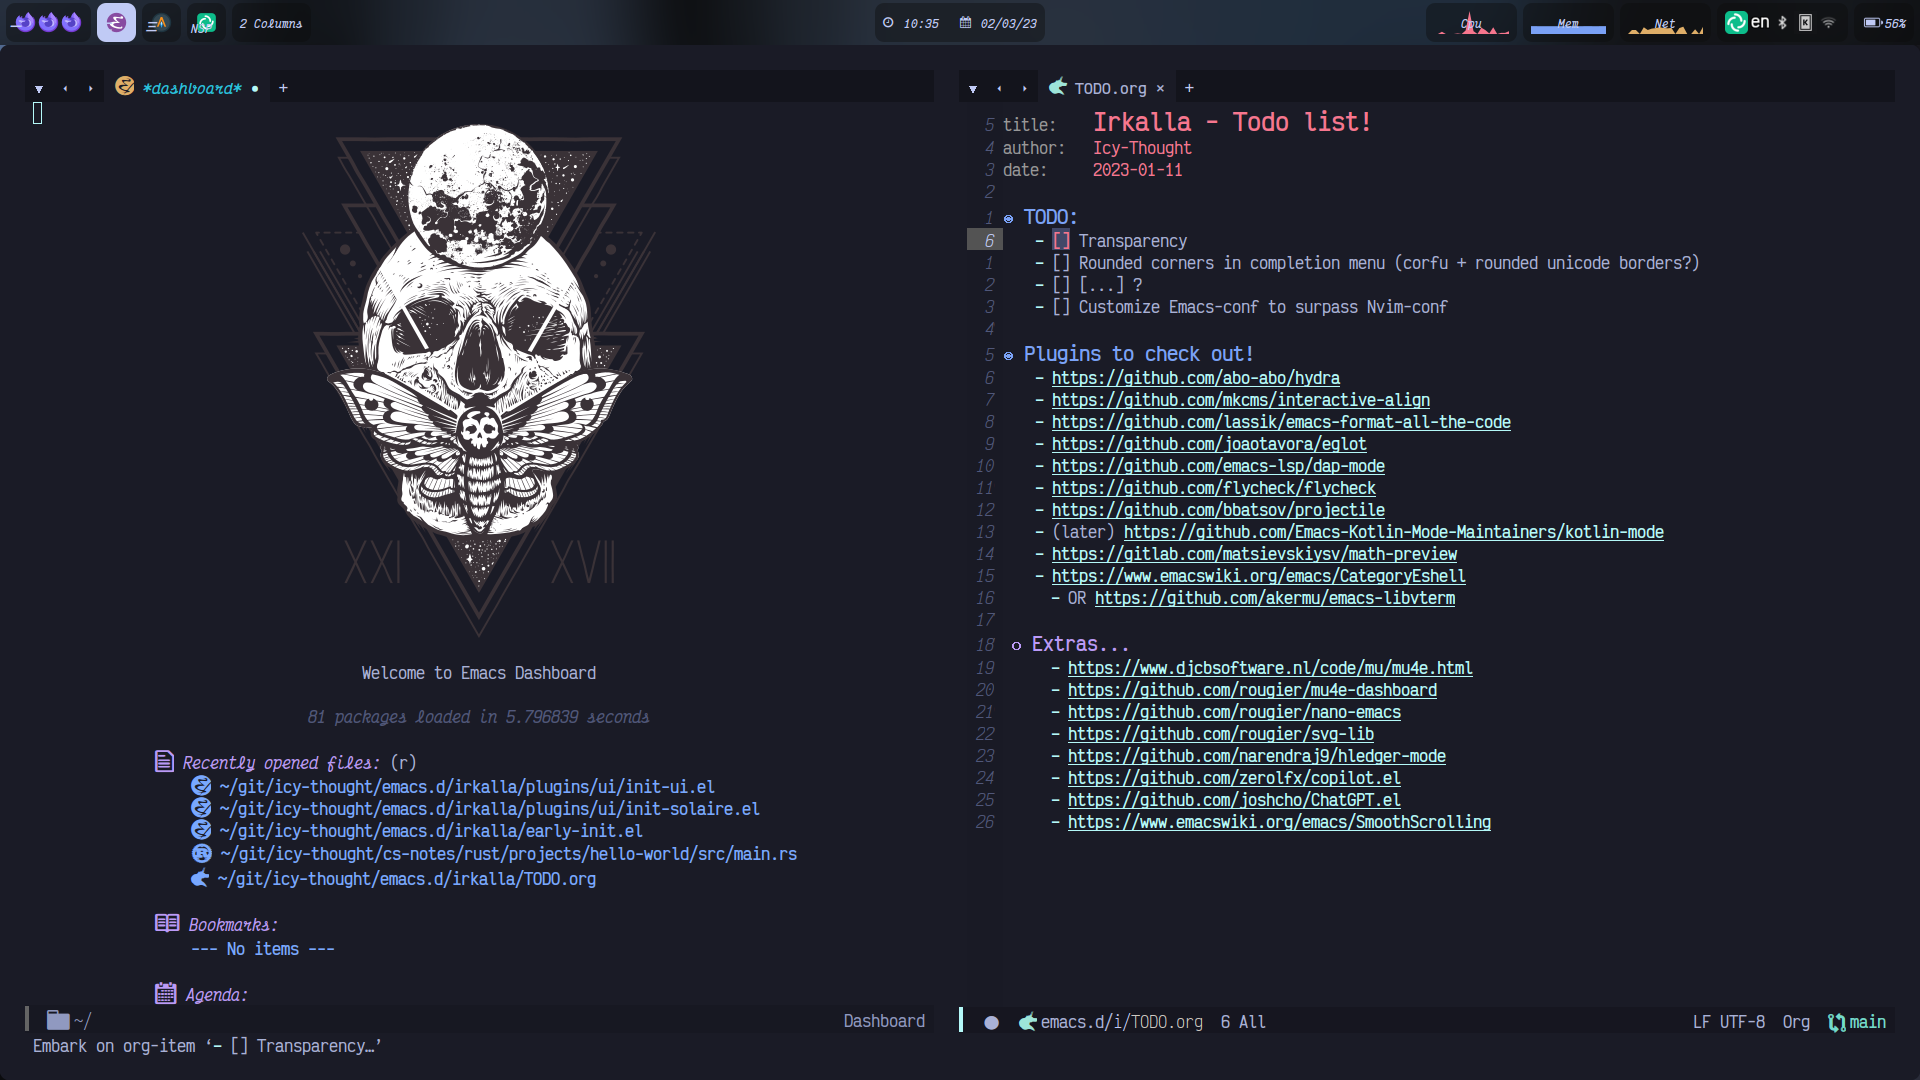 NSF
2 Columns
10:35
02/03/23
Cpu
Mem
Net
en
56%
*dashboard*
+
XXI
XVII
Welcome to Emacs Dashboard
81 packages loaded in 5.796839 seconds
Recently opened files: (r)
~/git/icy-thought/emacs.d/irkalla/plugins/ui/init-ui.el
~/git/icy-thought/emacs.d/irkalla/plugins/ui/init-solaire.el
~/git/icy-thought/emacs.d/irkalla/early-init.el
~/git/icy-thought/cs-notes/rust/projects/hello-world/src/main.rs
~/git/icy-thought/emacs.d/irkalla/TODO.org
Bookmarks:
--- No items ---
Agenda:
~/
Dashboard
Embark on org-item ‘- [] Transparency…’
TODO.org × +
5 title: Irkalla - Todo list!
4 author: Icy-Thought
3 date: 2023-01-11
2
1 TODO:
6 - [] Transparency
1 - [] Rounded corners in completion menu (corfu + rounded unicode borders?)
2 - [] [...] ?
3 - [] Customize Emacs-conf to surpass Nvim-conf
4
5 Plugins to check out!
6 - https://github.com/abo-abo/hydra
7 - https://github.com/mkcms/interactive-align
8 - https://github.com/lassik/emacs-format-all-the-code
9 - https://github.com/joaotavora/eglot
10 - https://github.com/emacs-lsp/dap-mode
11 - https://github.com/flycheck/flycheck
12 - https://github.com/bbatsov/projectile
13 - (later) https://github.com/Emacs-Kotlin-Mode-Maintainers/kotlin-mode
14 - https://gitlab.com/matsievskiysv/math-preview
15 - https://www.emacswiki.org/emacs/CategoryEshell
16 - OR https://github.com/akermu/emacs-libvterm
17
18 Extras...
19 - https://www.djcbsoftware.nl/code/mu/mu4e.html
20 - https://github.com/rougier/mu4e-dashboard
21 - https://github.com/rougier/nano-emacs
22 - https://github.com/rougier/svg-lib
23 - https://github.com/narendraj9/hledger-mode
24 - https://github.com/zerolfx/copilot.el
25 - https://github.com/joshcho/ChatGPT.el
26 - https://www.emacswiki.org/emacs/SmoothScrolling
emacs.d/i/TODO.org 6 All
LF UTF-8 Org main